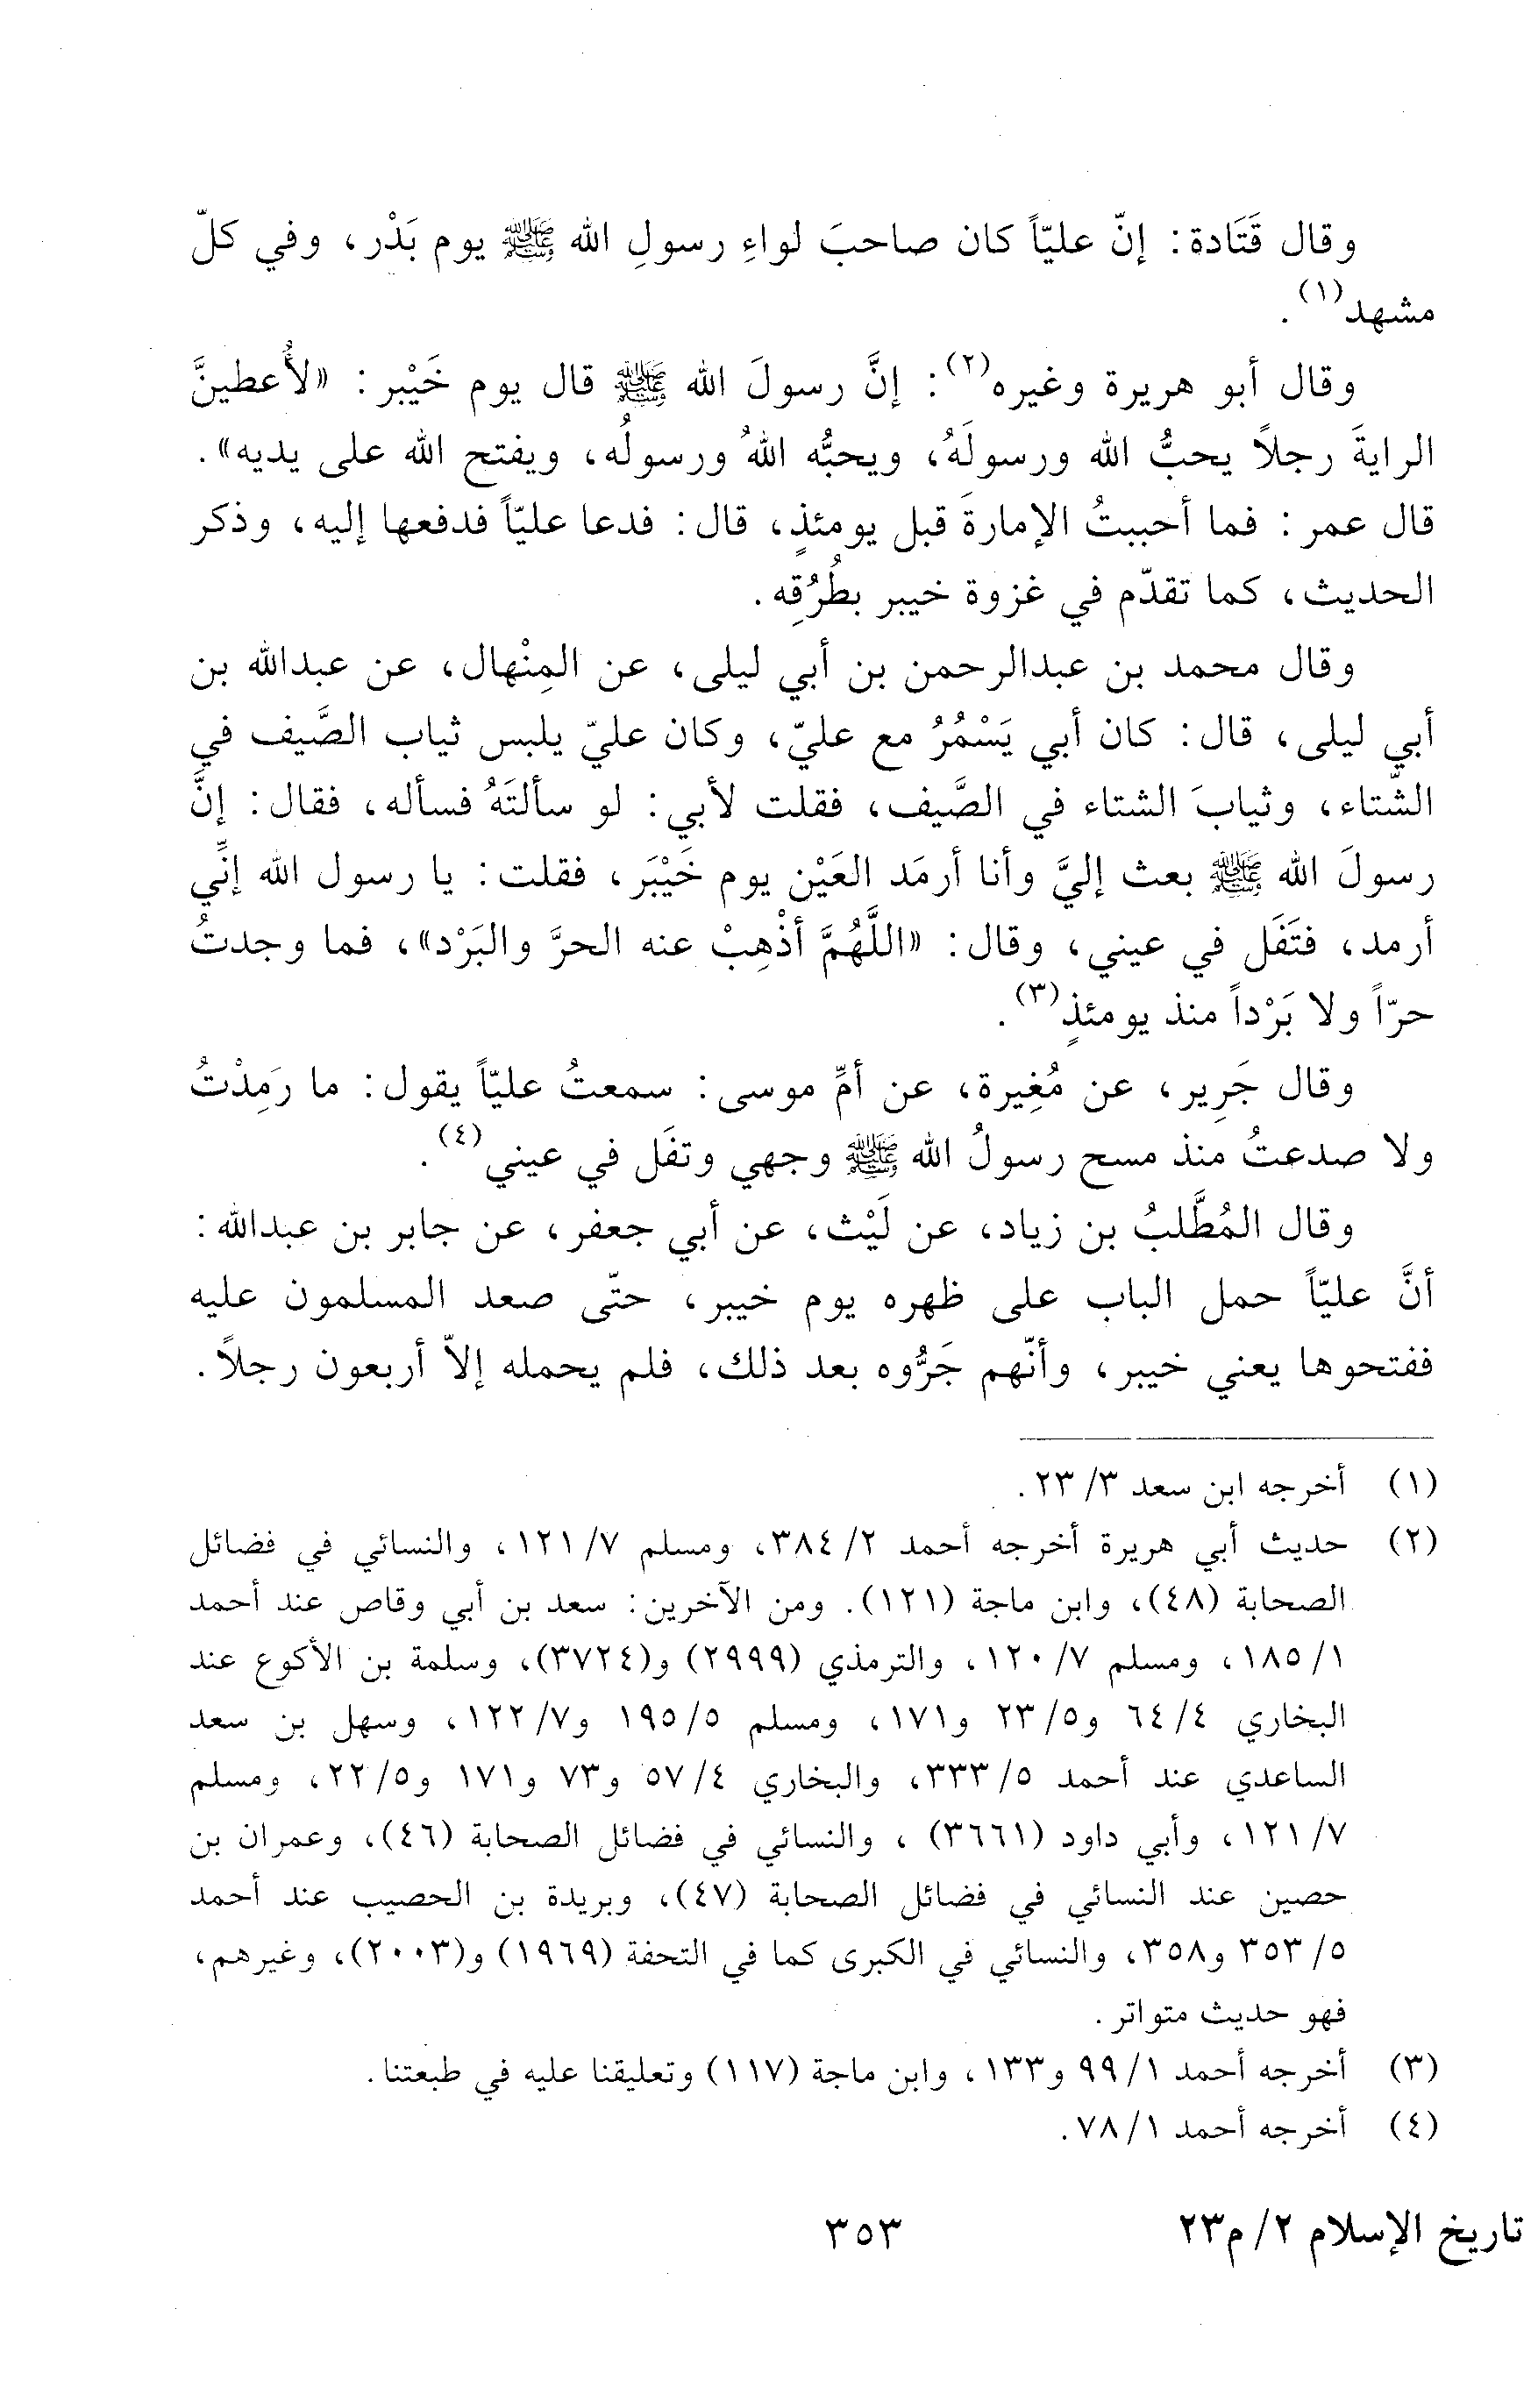 وقال قَتَادة: إنّ عليّاً كان صاحبَ لواءِ رسولِ الله ﷺ يوم بَدْر، وفي كلّ
مشهد(١).
وقال أبو هريرة وغيره(٢): إنَّ رسولَ الله ﷺ قال يوم خَيْبر: «لأُعطينَّ
الرايةَ رجلاً يحبُّ الله ورسولَهُ، ويحبُّه اللهُ ورسولُه، ويفتح الله على يديه».
قال عمر: فما أحببتُ الإمارةَ قبل يومئذٍ، قال: فدعا عليّاً فدفعها إليه، وذكر
الحديث، كما تقدّم في غزوة خيبر بطُرُقِه.
وقال محمد بن عبدالرحمن بن أبي ليلى، عن المِنْهال، عن عبدالله بن
أبي ليلى، قال: كان أبي يَسْمُرُ مع عليّ، وكان عليّ يلبس ثياب الصَّيف في
الشّتاء، وثيابَ الشتاء في الصَّيف، فقلت لأبي: لو سألتَهُ فسأله، فقال: إنَّ
رسولَ الله ﷺ بعث إليَّ وأنا أرمَد العَيْن يوم خَيْبَر، فقلت: يا رسول الله إنِّي
أرمد، فتَفَل في عيني، وقال: «اللَّهُمَّ أذْهِبْ عنه الحرَّ والبَرْد»، فما وجدتُ
حرّاً ولا بَرْداً منذ يومئذٍ(٣).
وقال جَرِير، عن مُغِيرة، عن أمِّ موسى: سمعتُ عليّاً يقول: ما رَمِدْتُ
ولا صدعتُ منذ مسح رسولُ الله ﷺ وجهي وتفَل في عيني(٤).
وقال المُطَّلبُ بن زياد، عن لَيْث، عن أبي جعفر، عن جابر بن عبدالله:
أنَّ عليّاً حمل الباب على ظهره يوم خيبر، حتّى صعد المسلمون عليه
ففتحوها يعني خيبر، وأنّهم جَرُّوه بعد ذلك، فلم يحمله إلاّ أربعون رجلاً.
(١) أخرجه ابن سعد ٣/ ٢٣.
(٢) حديث أبي هريرة أخرجه أحمد ٢/ ٣٨٤، ومسلم ٧/ ١٢١، والنسائي في فضائل
الصحابة (٤٨)، وابن ماجة (١٢١). ومن الآخرين: سعد بن أبي وقاص عند أحمد
١/ ١٨٥، ومسلم ٧/ ١٢٠، والترمذي (٢٩٩٩) و(٣٧٢٤)، وسلمة بن الأكوع عند
البخاري ٤/ ٦٤ و٥/ ٢٣ و١٧١، ومسلم ٥/ ١٩٥ و٧/ ١٢٢، وسهل بن سعد
الساعدي عند أحمد ٥/ ٣٣٣، والبخاري ٤/ ٥٧ و٧٣ و١٧١ و٥/ ٢٢، ومسلم
٧/ ١٢١، وأبي داود (٣٦٦١) ، والنسائي في فضائل الصحابة (٤٦)، وعمران بن
حصين عند النسائي في فضائل الصحابة (٤٧)، وبريدة بن الحصيب عند أحمد
٥/ ٣٥٣ و٣٥٨، والنسائي في الكبرى كما في التحفة (١٩٦٩) و(٢٠٠٣)، وغيرهم،
فهو حديث متواتر.
(٣) أخرجه أحمد ١/ ٩٩ و١٣٣، وابن ماجة (١١٧) وتعليقنا عليه في طبعتنا.
(٤) أخرجه أحمد ١/ ٧٨.
تاريخ الإسلام ٢/ م٢٣ ٣٥٣